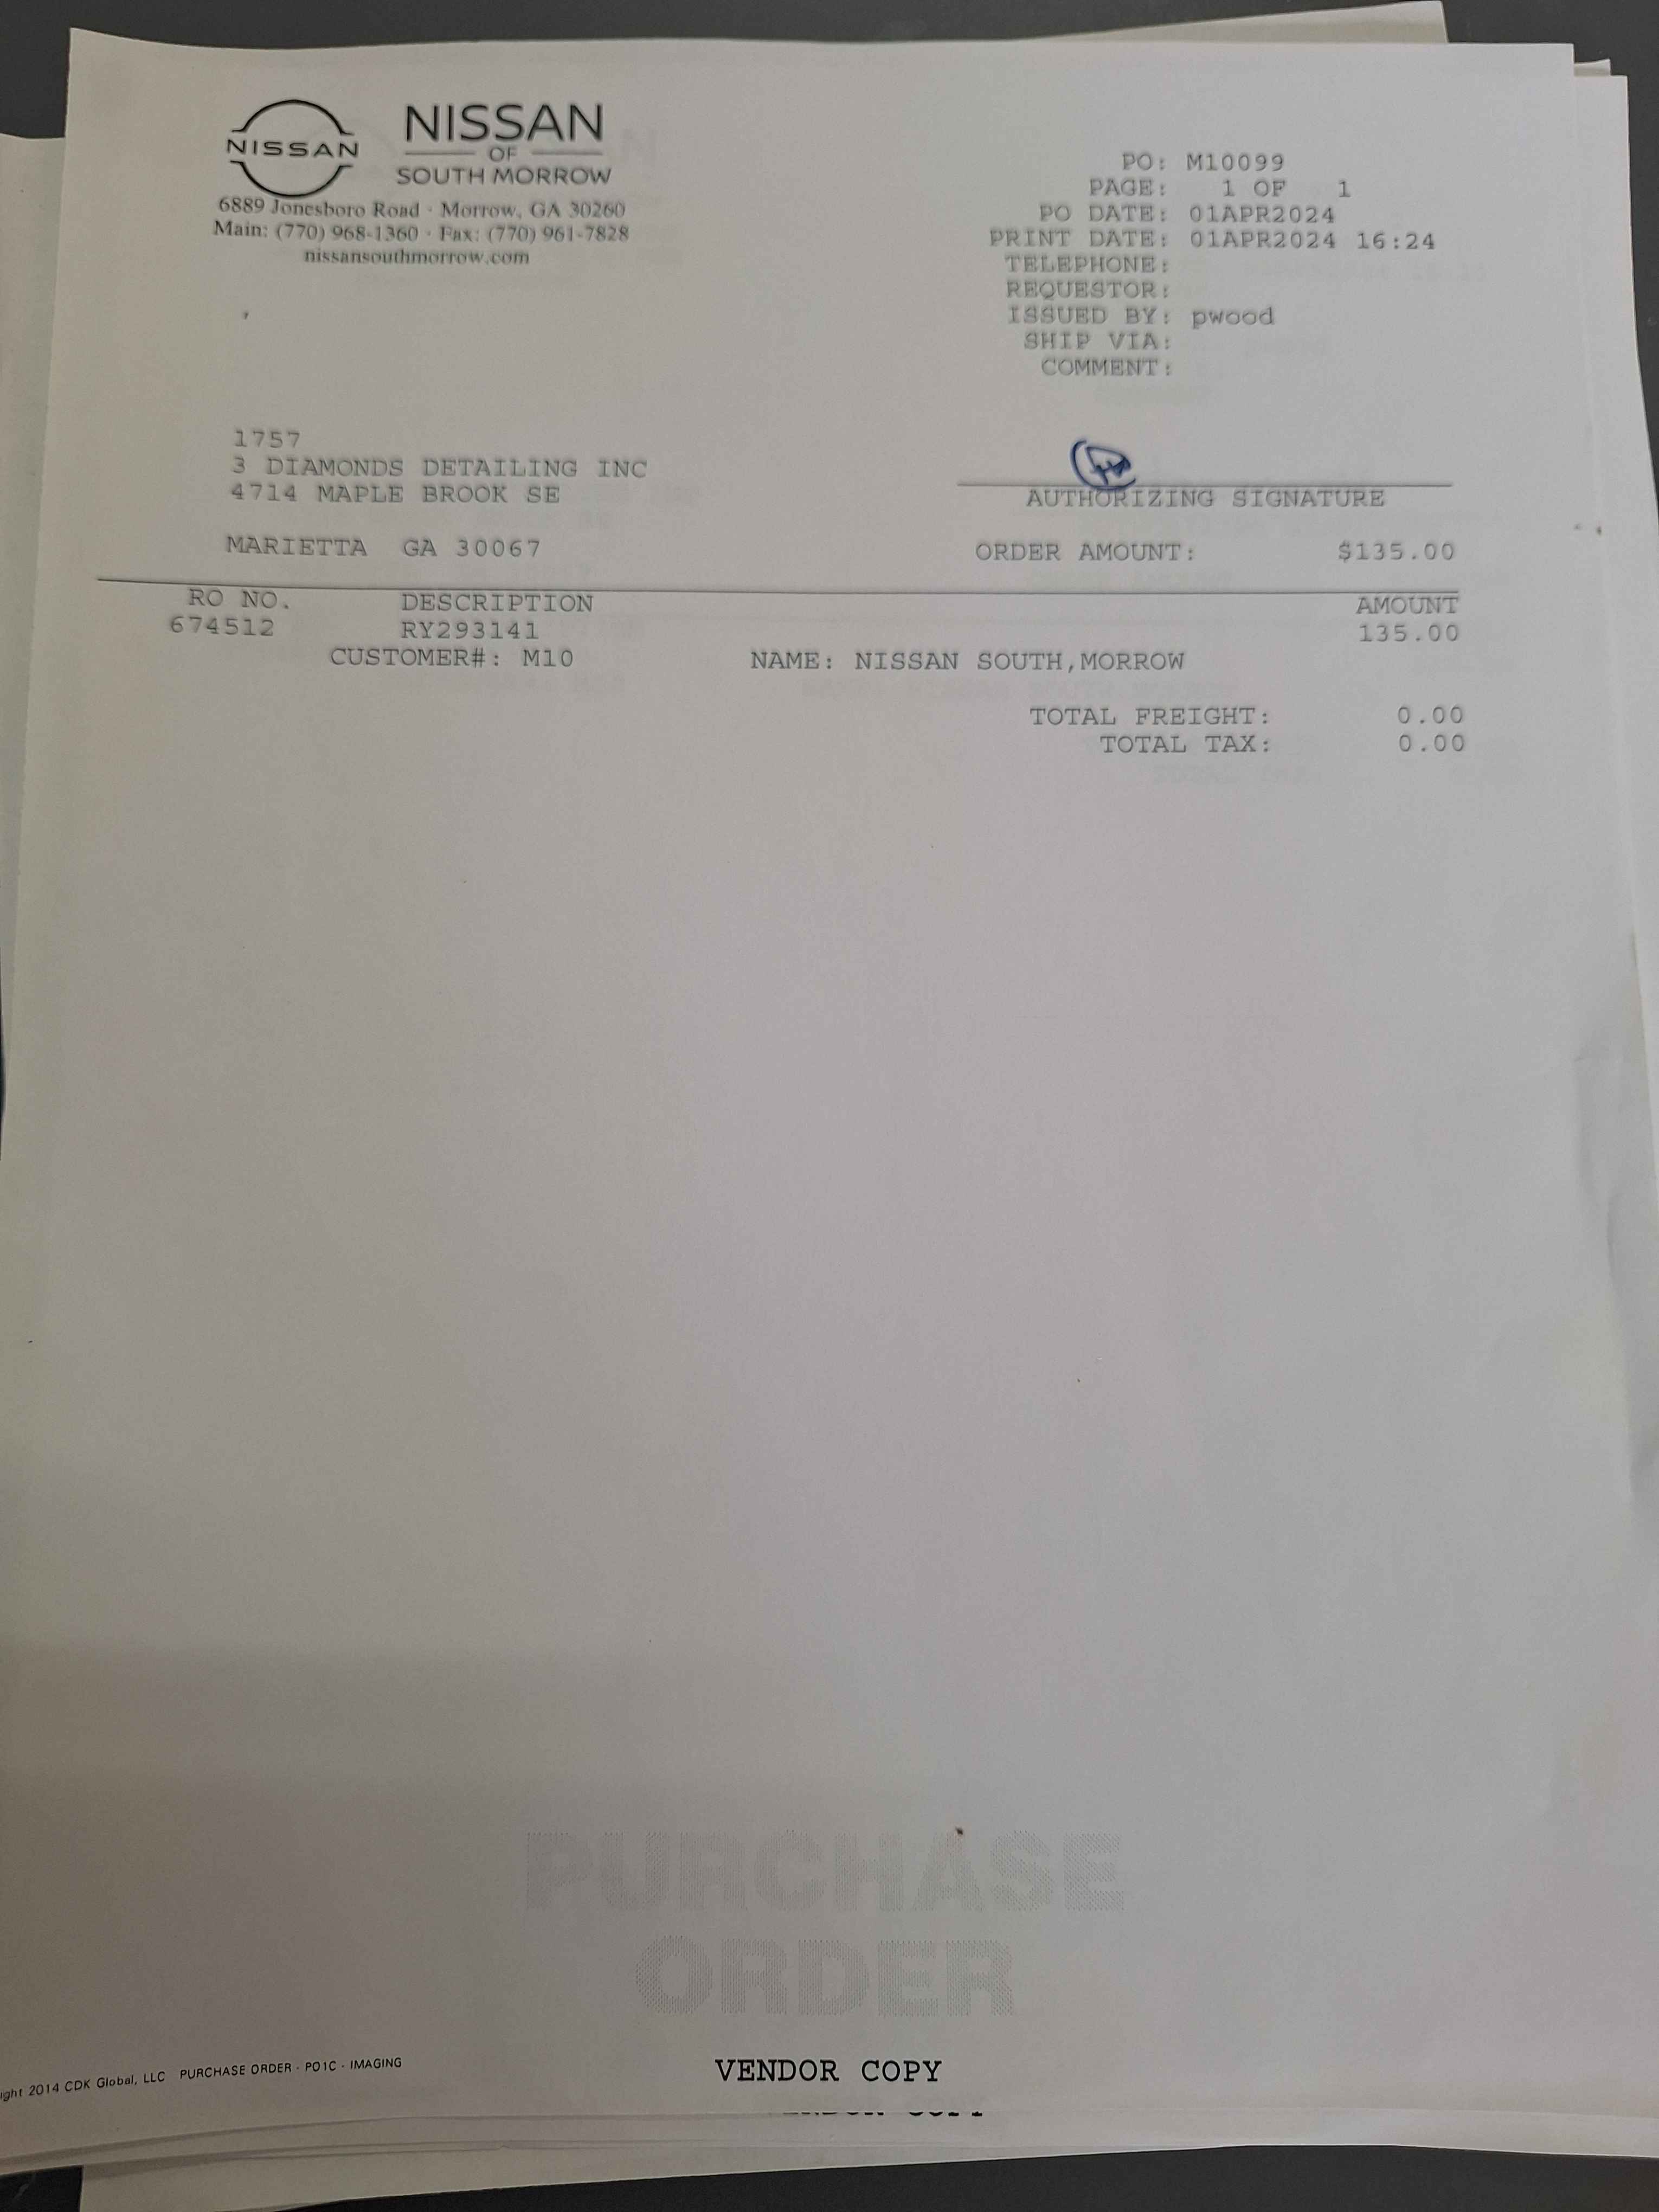 NISSAN
NISSAN
OF
SOUTH MORROW
6889 Jonesboro Road · Morrow, GA 30260
Main: (770) 968-1360 · Fax: (770) 961-7828
nissansouthmorrow.com
PO: M10099
PAGE: 1 OF 1
PO DATE: 01APR2024
PRINT DATE: 01APR2024 16:24
TELEPHONE:
REQUESTOR:
ISSUED BY: pwood
SHIP VIA:
COMMENT:
1757
3 DIAMONDS DETAILING INC
4714 MAPLE BROOK SE
MARIETTA GA 30067
AUTHORIZING SIGNATURE
ORDER AMOUNT: $135.00
RO NO. DESCRIPTION AMOUNT
674512 RY293141 135.00
CUSTOMER#: M10 NAME: NISSAN SOUTH,MORROW
TOTAL FREIGHT: 0.00
TOTAL TAX: 0.00
PURCHASE
ORDER
2014 CDK Global, LLC PURCHASE ORDER - PO1C - IMAGING
VENDOR COPY